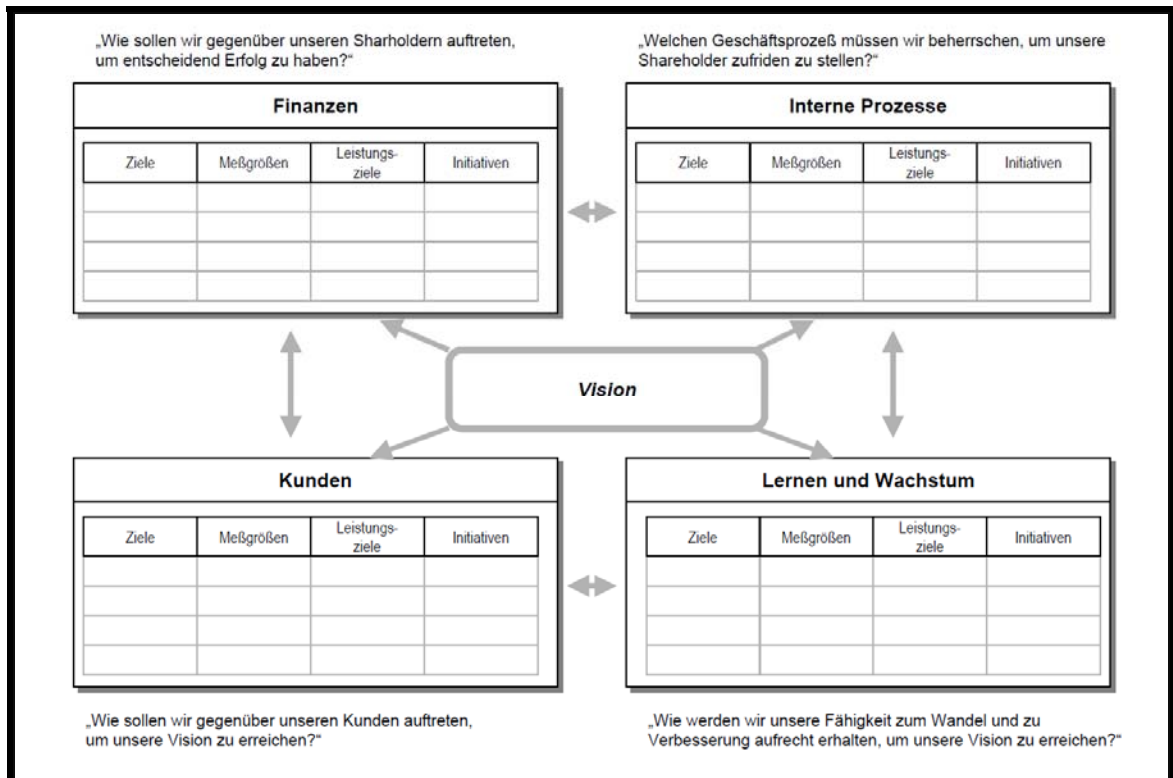 „Wie sollen wir gegenüber unseren Sharholdern auftreten,
um entscheidend Erfolg zu haben?“
Finanzen
Ziele Meßgrößen Leistungs-
ziele Initiativen
„Welchen Geschäftsprozeß müssen wir beherrschen, um unsere
Shareholder zufriden zu stellen?“
Interne Prozesse
Ziele Meßgrößen Leistungs-
ziele Initiativen
Vision
Kunden
Ziele Meßgrößen Leistungs-
ziele Initiativen
„Wie sollen wir gegenüber unseren Kunden auftreten,
um unsere Vision zu erreichen?“
Lernen und Wachstum
Ziele Meßgrößen Leistungs-
ziele Initiativen
„Wie werden wir unsere Fähigkeit zum Wandel und zu
Verbesserung aufrecht erhalten, um unsere Vision zu erreichen?“